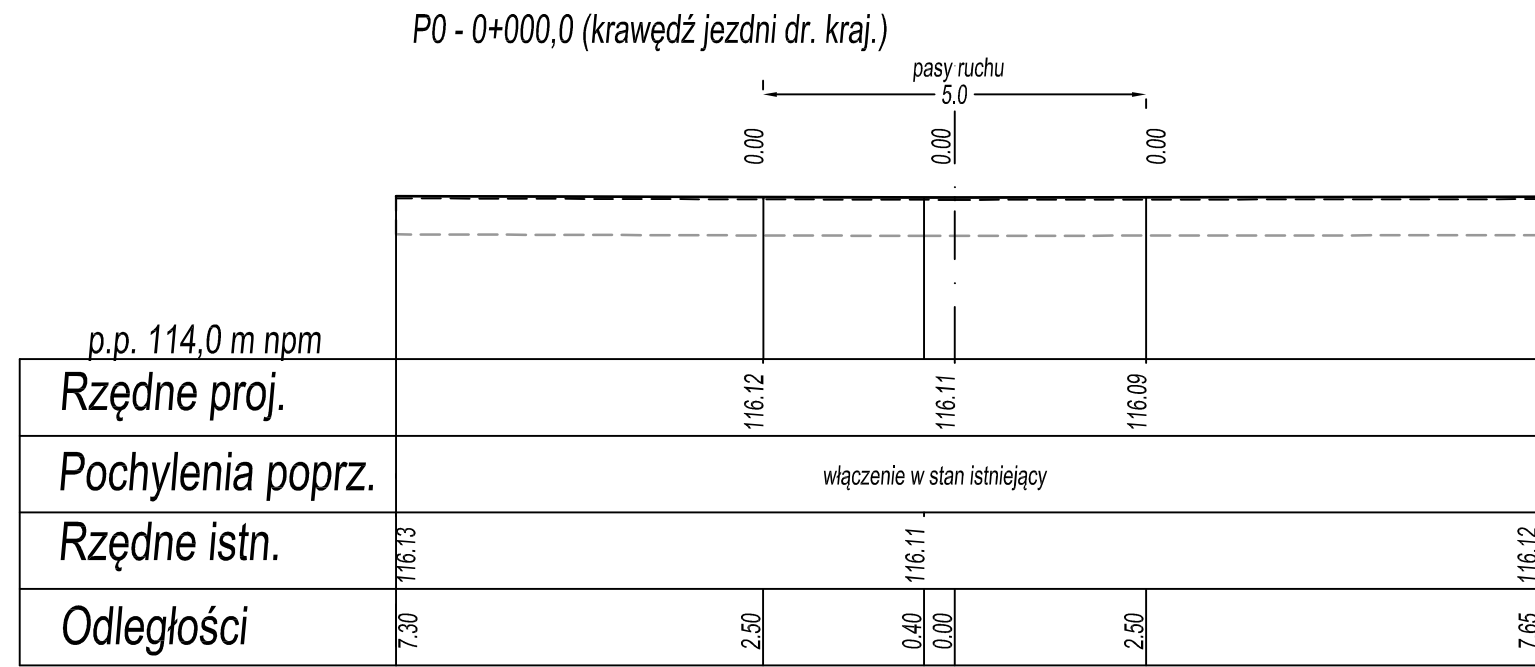 P0 - 0+000,0 (krawędź jezdni dr. kraj.)
pasy ruchu
5.0
0.00 0.00 0.00
p.p. 114,0 m npm
Rzędne proj. 116.12 116.11 116.09
Pochylenia poprz. włączenie w stan istniejący
Rzędne istn. 116.13 116.11 116.12
Odległości 7.30 2.50 0.40 0.00 2.50 7.65